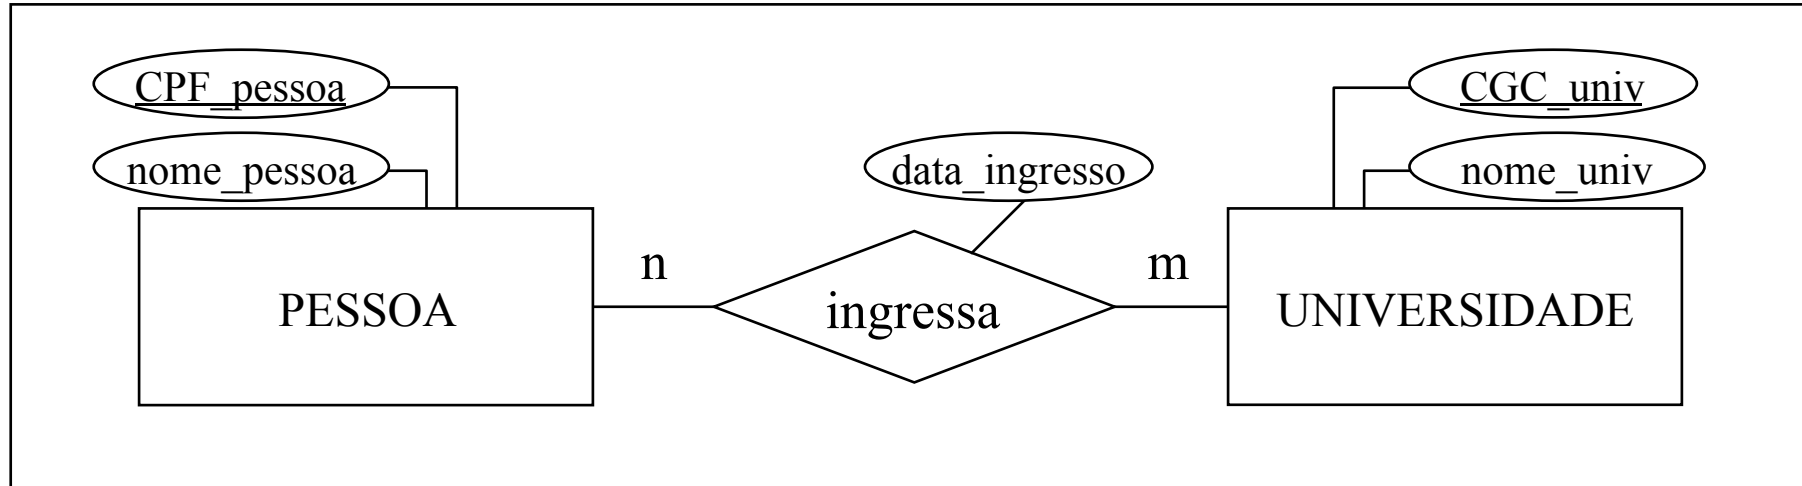 CPF_pessoa
CGC_univ
nome_pessoa
data_ingresso
nome_univ
n
m
PESSOA
ingressa
UNIVERSIDADE